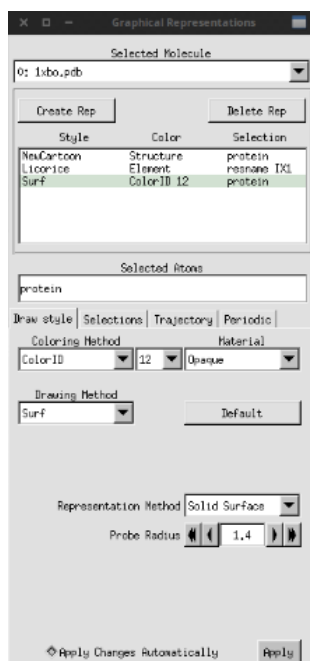 Graphical Representations
Selected Molecule
0: 1xbo.pdb
Create Rep Delete Rep
Style Color Selection
NewCartoon Structure protein
Licorice Element resname IX1
Surf ColorID 12 protein
Selected Atoms
protein
Draw style Selections Trajectory Periodic
Coloring Method Material
ColorID 12 Opaque
Drawing Method
Surf Default
Representation Method Solid Surface
Probe Radius 1.4
Apply Changes Automatically Apply